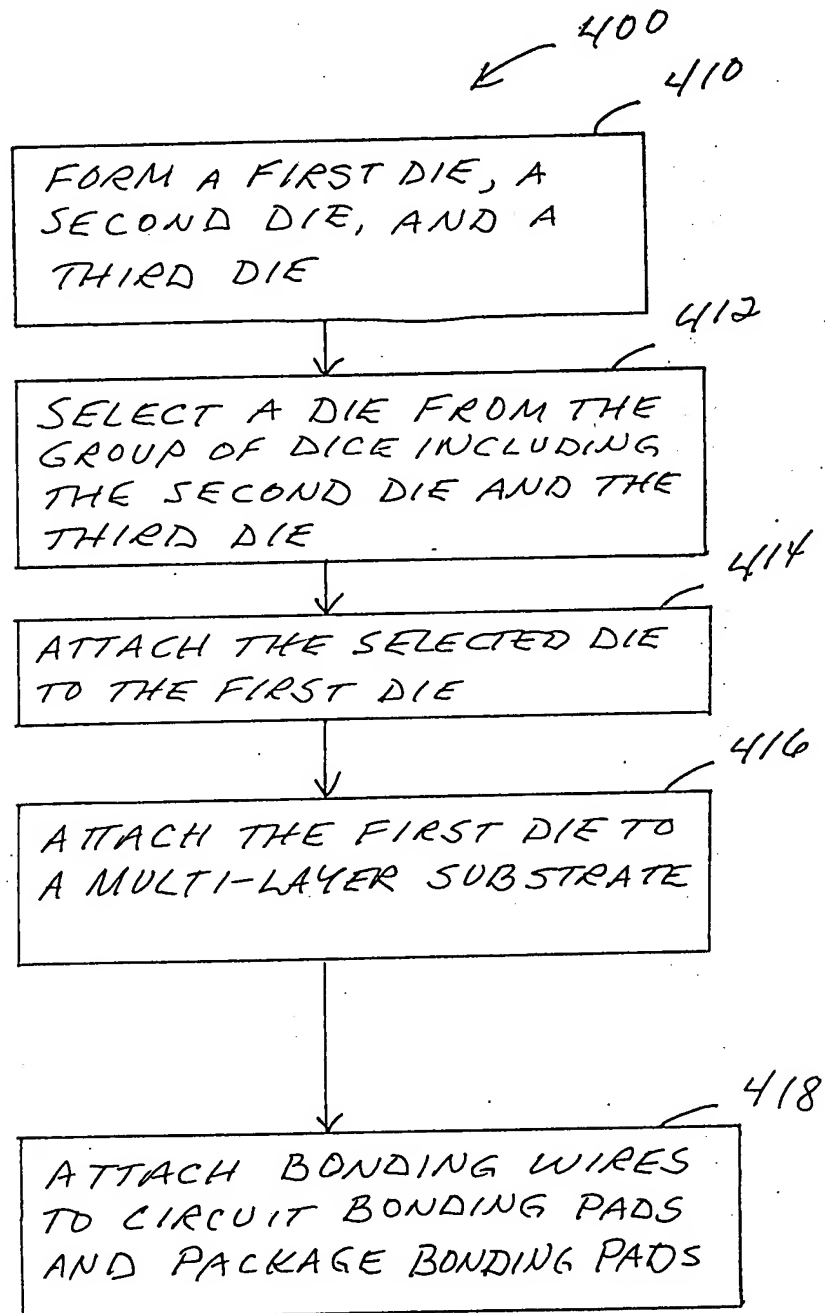 400
410
FORM A FIRST DIE, A
SECOND DIE, AND A
THIRD DIE
412
SELECT A DIE FROM THE
GROUP OF DICE INCLUDING
THE SECOND DIE AND THE
THIRD DIE
414
ATTACH THE SELECTED DIE
TO THE FIRST DIE
416
ATTACH THE FIRST DIE TO
A MULTI-LAYER SUBSTRATE
418
ATTACH BONDING WIRES
TO CIRCUIT BONDING PADS
AND PACKAGE BONDING PADS